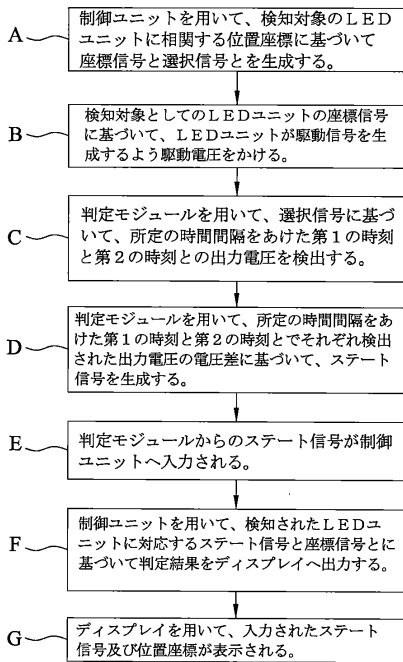 A
制御ユニットを用いて、検知対象のLED
ユニットに相関する位置座標に基づいて
座標信号と選択信号とを生成する。
B
検知対象としてのLEDユニットの座標信号
に基づいて、LEDユニットが駆動信号を生
成するよう駆動電圧をかける。
C
判定モジュールを用いて、選択信号に基づ
いて、所定の時間間隔をあけた第1の時刻
と第2の時刻との出力電圧を検出する。
D
判定モジュールを用いて、所定の時間間隔をあ
けた第1の時刻と第2の時刻とでそれぞれ検出
された出力電圧の電圧差に基づいて、ステート
信号を生成する。
E
判定モジュールからのステート信号が制御
ユニットへ入力される。
F
制御ユニットを用いて、検知されたLEDユ
ニットに対応するステート信号と座標信号とに
基づいて判定結果をディスプレイへ出力する。
G
ディスプレイを用いて、入力されたステート
信号及び位置座標が表示される。